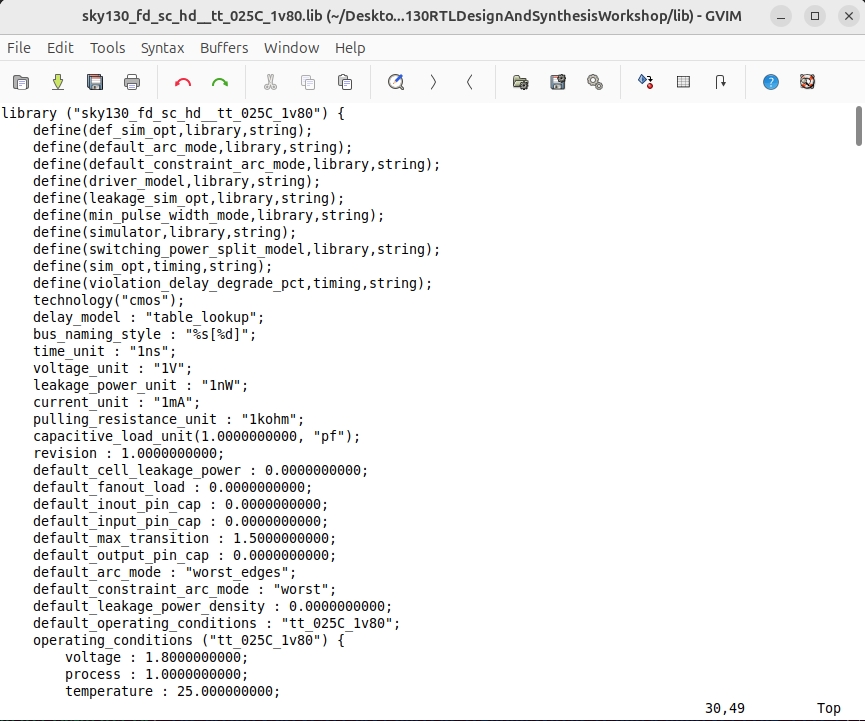 sky130_fd_sc_hd__tt_025C_1v80.lib (~/Deskto...130RTLDesignAndSynthesisWorkshop/lib) - GVIM
File Edit Tools Syntax Buffers Window Help
library ("sky130_fd_sc_hd__tt_025C_1v80") {
    define(def_sim_opt,library,string);
    define(default_arc_mode,library,string);
    define(default_constraint_arc_mode,library,string);
    define(driver_model,library,string);
    define(leakage_sim_opt,library,string);
    define(min_pulse_width_mode,library,string);
    define(simulator,library,string);
    define(switching_power_split_model,library,string);
    define(sim_opt,timing,string);
    define(violation_delay_degrade_pct,timing,string);
    technology("cmos");
    delay_model : "table_lookup";
    bus_naming_style : "%s[%d]";
    time_unit : "1ns";
    voltage_unit : "1V";
    leakage_power_unit : "1nW";
    current_unit : "1mA";
    pulling_resistance_unit : "1kohm";
    capacitive_load_unit(1.0000000000, "pf");
    revision : 1.0000000000;
    default_cell_leakage_power : 0.0000000000;
    default_fanout_load : 0.0000000000;
    default_inout_pin_cap : 0.0000000000;
    default_input_pin_cap : 0.0000000000;
    default_max_transition : 1.5000000000;
    default_output_pin_cap : 0.0000000000;
    default_arc_mode : "worst_edges";
    default_constraint_arc_mode : "worst";
    default_leakage_power_density : 0.0000000000;
    default_operating_conditions : "tt_025C_1v80";
    operating_conditions ("tt_025C_1v80") {
        voltage : 1.8000000000;
        process : 1.0000000000;
        temperature : 25.000000000;
30,49 Top